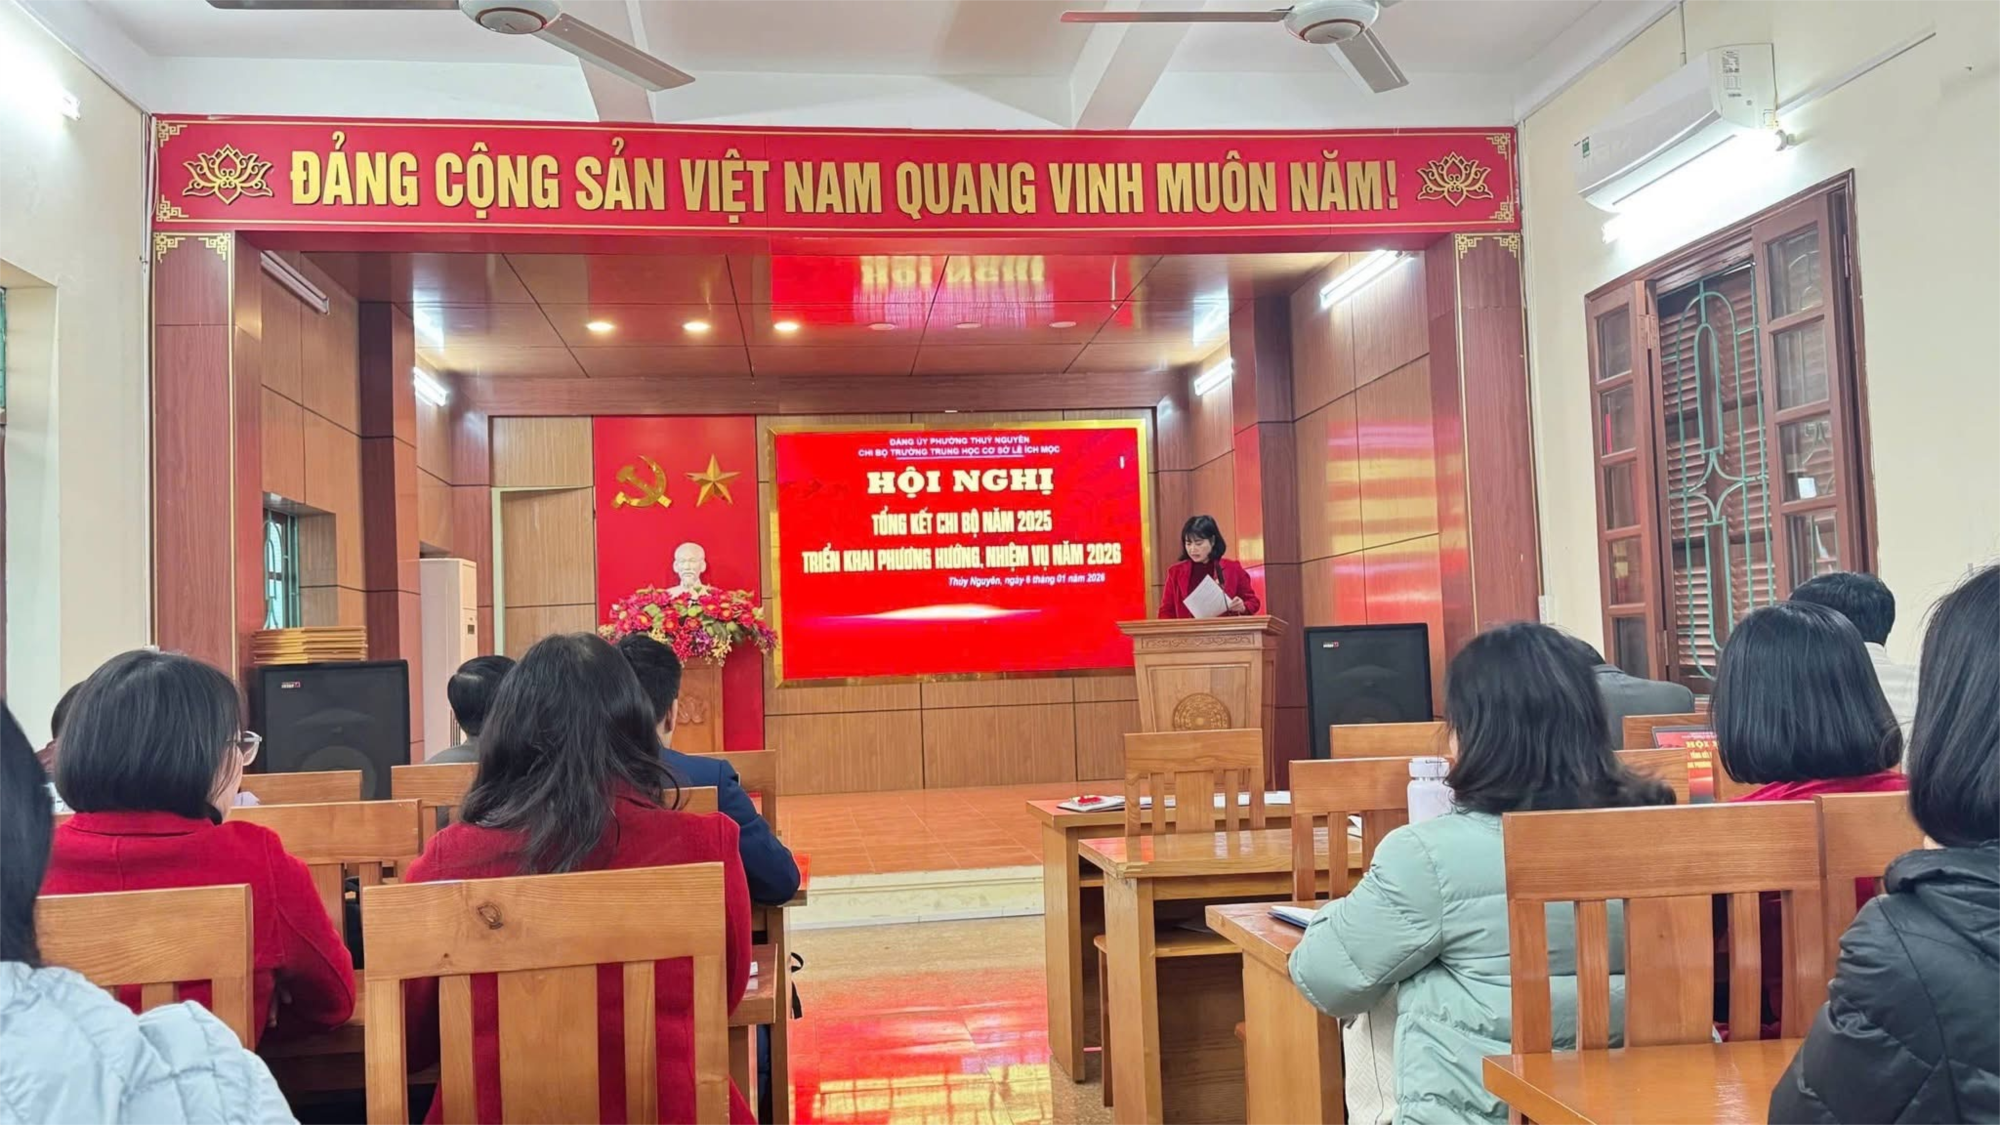 ĐẢNG CỘNG SẢN VIỆT NAM QUANG VINH MUÔN NĂM!
HỘI NGHỊ
ĐẢNG ỦY PHƯỜNG THUỶ NGUYÊN
CHI BỘ TRƯỜNG TRUNG HỌC CƠ SỞ LÊ ÍCH MỘC
HỘI NGHỊ
TỔNG KẾT CHI BỘ NĂM 2025
TRIỂN KHAI PHƯƠNG HƯỚNG, NHIỆM VỤ NĂM 2026
Thủy Nguyên, ngày 6 tháng 01 năm 2026